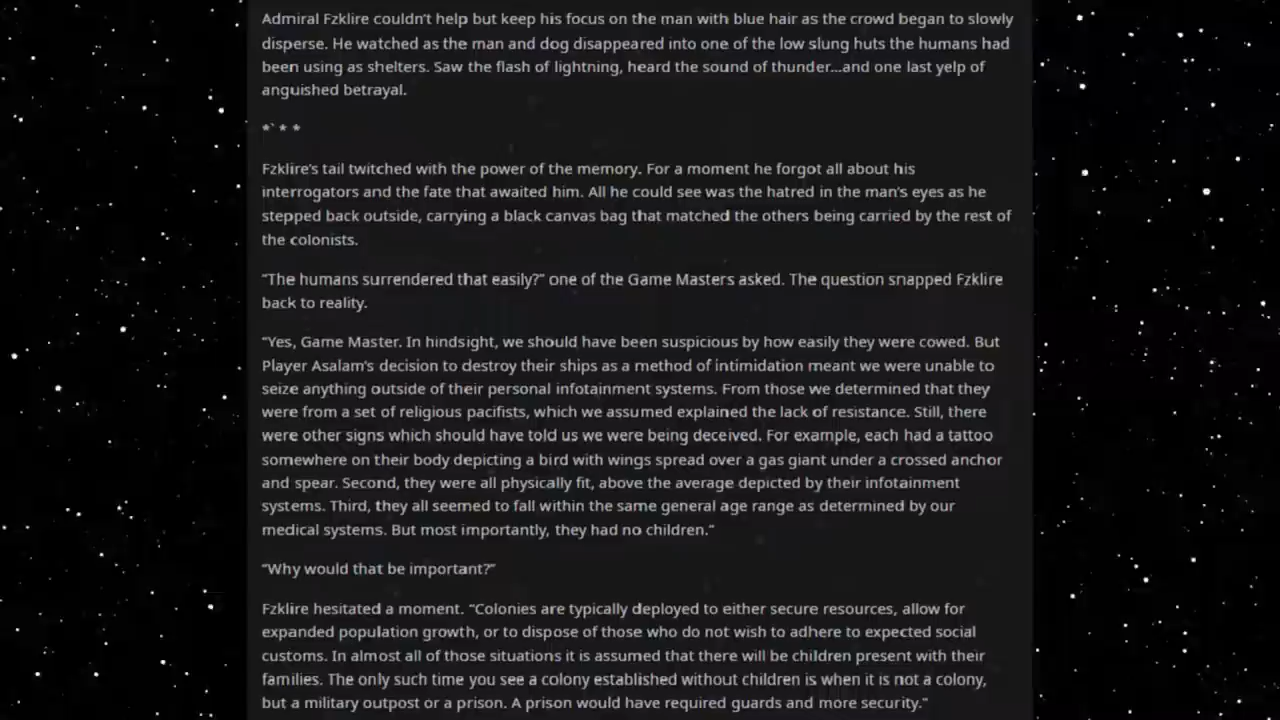 Admiral Fzklire couldn't help but keep his focus on the man with blue hair as the crowd began to slowly
disperse. He watched as the man and dog disappeared into one of the low slung huts the humans had
been using as shelters. Saw the flash of lightning, heard the sound of thunder...and one last yelp of
anguished betrayal.
*`* *
Fzklire's tail twitched with the power of the memory. For a moment he forgot all about his
interrogators and the fate that awaited him. All he could see was the hatred in the man's eyes as he
stepped back outside, carrying a black canvas bag that matched the others being carried by the rest of
the colonists.
“The humans surrendered that easily?” one of the Game Masters asked. The question snapped Fzklire
back to reality.
“Yes, Game Master. In hindsight, we should have been suspicious by how easily they were cowed. But
Player Asalam's decision to destroy their ships as a method of intimidation meant we were unable to
seize anything outside of their personal infotainment systems. From those we determined that they
were from a set of religious pacifists, which we assumed explained the lack of resistance. Still, there
were other signs which should have told us we were being deceived. For example, each had a tattoo
somewhere on their body depicting a bird with wings spread over a gas giant under a crossed anchor
and spear. Second, they were all physically fit, above the average depicted by their infotainment
systems. Third, they all seemed to fall within the same general age range as determined by our
medical systems. But most importantly, they had no children.”
“Why would that be important?”
Fzklire hesitated a moment. “Colonies are typically deployed to either secure resources, allow for
expanded population growth, or to dispose of those who do not wish to adhere to expected social
customs. In almost all of those situations it is assumed that there will be children present with their
families. The only such time you see a colony established without children is when it is not a colony,
but a military outpost or a prison. A prison would have required guards and more security.”